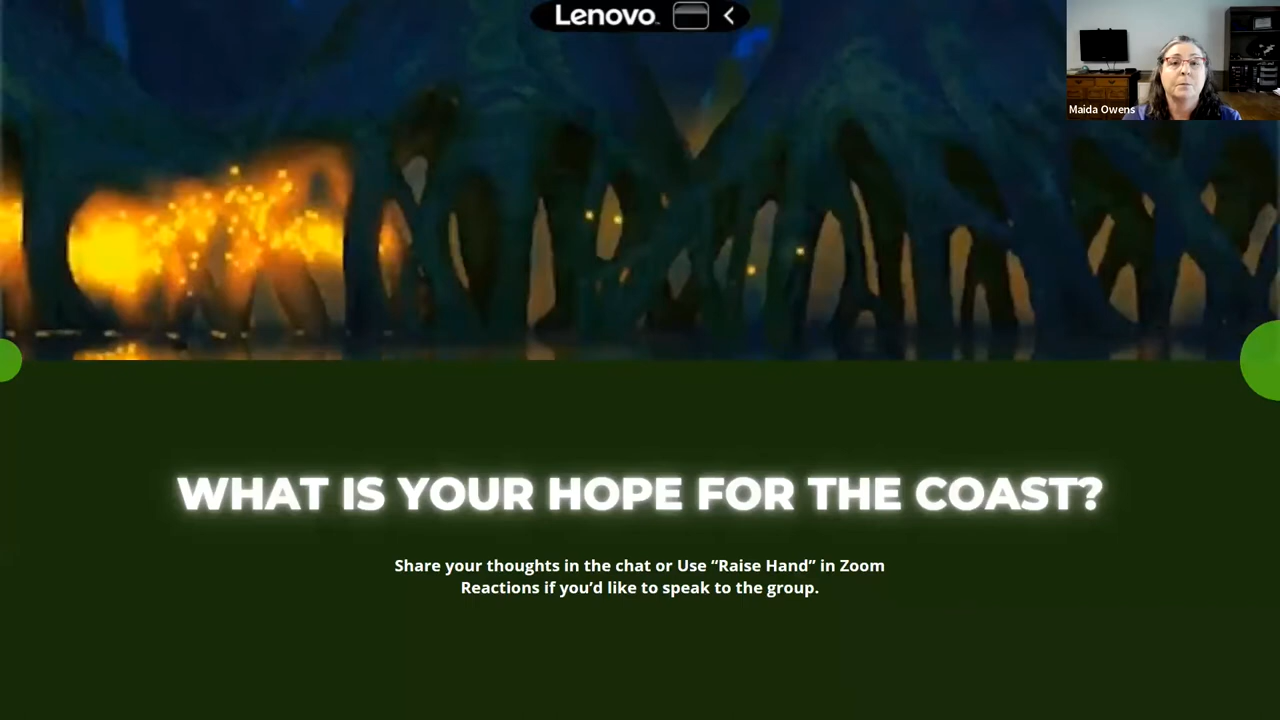 Lenovo
Maida Owens
WHAT IS YOUR HOPE FOR THE COAST?
Share your thoughts in the chat or Use “Raise Hand” in Zoom
Reactions if you’d like to speak to the group.